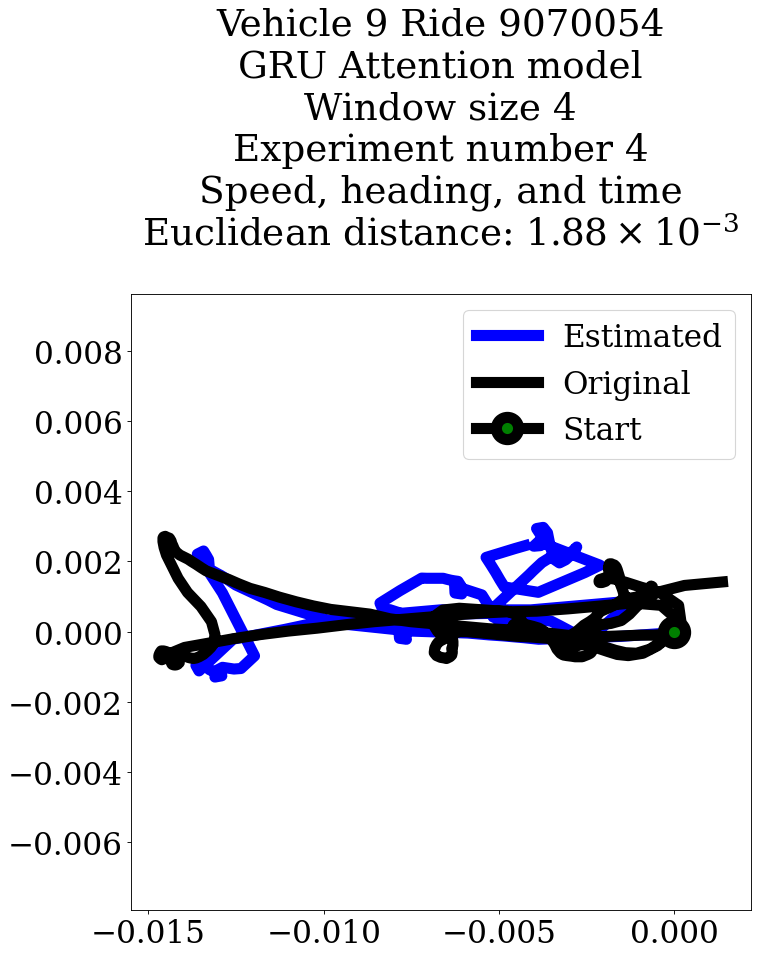 Vehicle 9 Ride 9070054
GRU Attention model
Window size 4
Experiment number 4
Speed, heading, and time
Euclidean distance: 1.88 × 10⁻³
Estimated
Original
Start
0.008
0.006
0.004
0.002
0.000
−0.002
−0.004
−0.006
−0.015 −0.010 −0.005 0.000